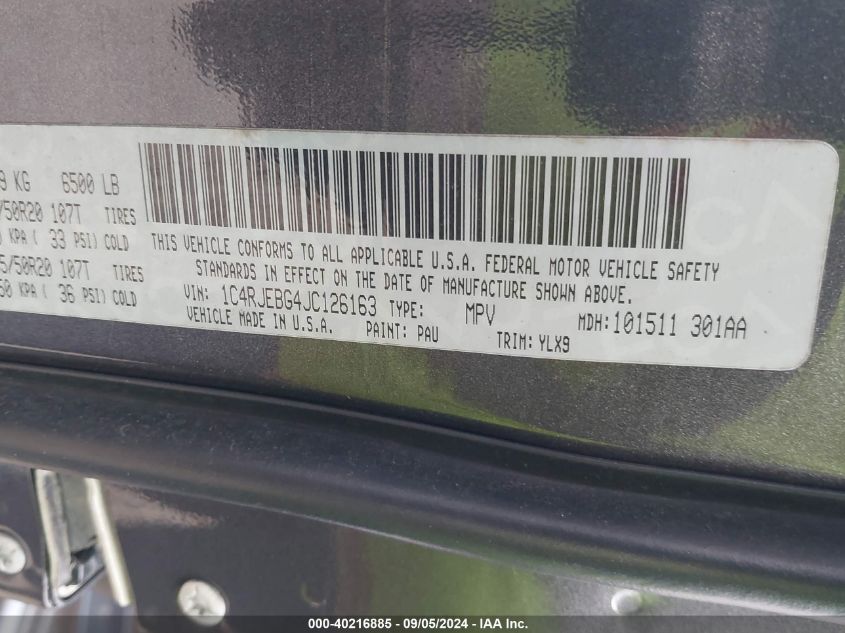 9 KG 6500 LB
/50R20 107T TIRES
KPA ( 33 PSI) COLD
5/50R20 107T TIRES
50 KPA ( 36 PSI) COLD
THIS VEHICLE CONFORMS TO ALL APPLICABLE U.S.A. FEDERAL MOTOR VEHICLE SAFETY
STANDARDS IN EFFECT ON THE DATE OF MANUFACTURE SHOWN ABOVE.
VIN: 1C4RJEBG4JC126163 TYPE: MPV MDH: 101511 301AA
VEHICLE MADE IN U.S.A. PAINT: PAU TRIM: YLX9
000-40216885 - 09/05/2024 - IAA Inc.